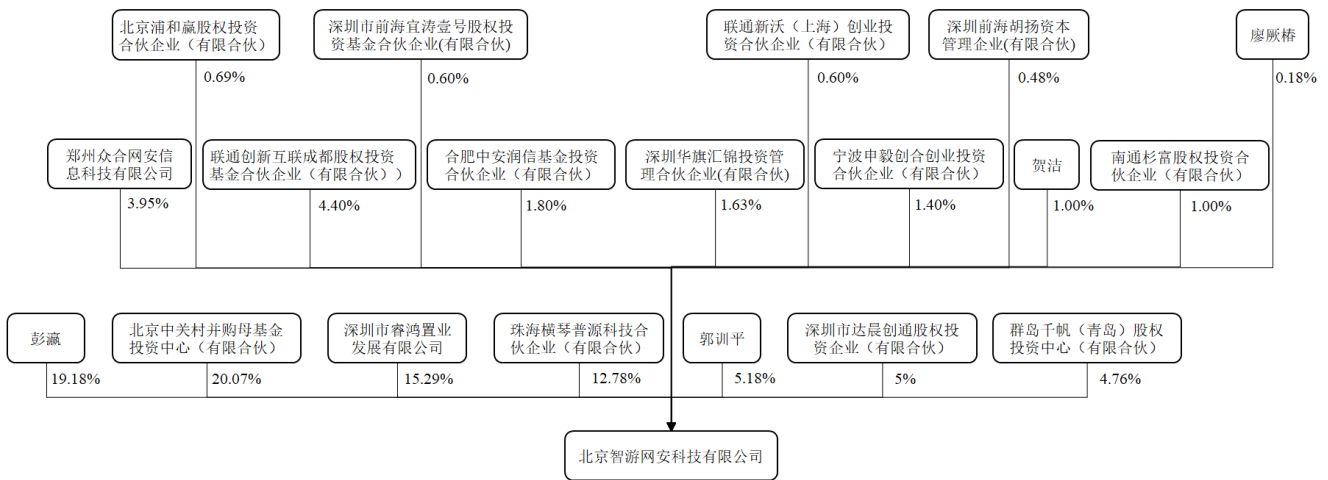 北京浦和赢股权投资
合伙企业（有限合伙）
深圳市前海宜涛壹号股权投
资基金合伙企业(有限合伙)
联通新沃（上海）创业投
资合伙企业（有限合伙）
深圳前海胡扬资本
管理企业(有限合伙)
廖厥椿
0.69%
0.60%
0.60%
0.48%
0.18%
郑州众合网安信
息科技有限公司
联通创新互联成都股权投资
基金合伙企业（有限合伙））
合肥中安润信基金投资
合伙企业（有限合伙）
深圳华旗汇锦投资管
理合伙企业(有限合伙)
宁波申毅创合创业投资
合伙企业（有限合伙）
贺洁
南通杉富股权投资合
伙企业（有限合伙）
3.95%
4.40%
1.80%
1.63%
1.40%
1.00%
1.00%
彭瀛
北京中关村并购母基金
投资中心（有限合伙）
深圳市睿鸿置业
发展有限公司
珠海横琴普源科技合
伙企业（有限合伙）
郭训平
深圳市达晨创通股权投
资企业（有限合伙）
群岛千帆（青岛）股权
投资中心（有限合伙）
19.18%
20.07%
15.29%
12.78%
5.18%
5%
4.76%
北京智游网安科技有限公司